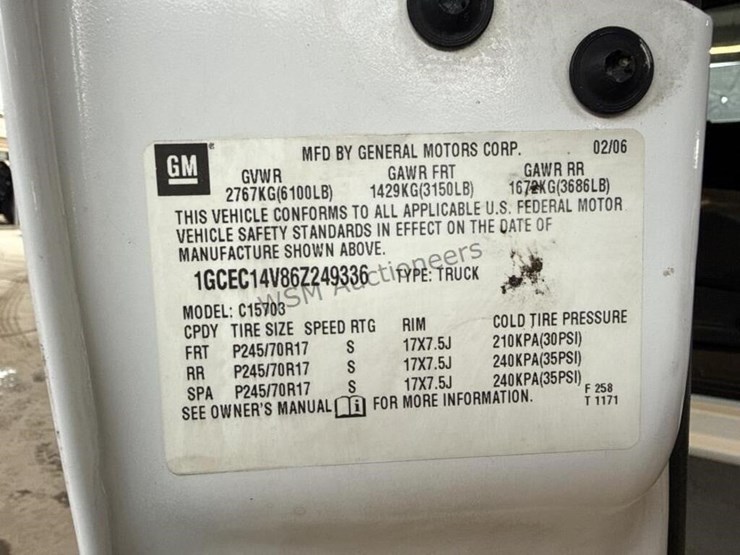 GM
MFD BY GENERAL MOTORS CORP. 02/06
GVWR GAWR FRT GAWR RR
2767KG(6100LB) 1429KG(3150LB) 1672KG(3686LB)
THIS VEHICLE CONFORMS TO ALL APPLICABLE U.S. FEDERAL MOTOR
VEHICLE SAFETY STANDARDS IN EFFECT ON THE DATE OF
MANUFACTURE SHOWN ABOVE.
1GCEC14V86Z249336 TYPE: TRUCK
WSM Auctioneers
MODEL: C15703
CPDY TIRE SIZE SPEED RTG RIM COLD TIRE PRESSURE
FRT P245/70R17 S 17X7.5J 210KPA(30PSI)
RR P245/70R17 S 17X7.5J 240KPA(35PSI)
SPA P245/70R17 S 17X7.5J 240KPA(35PSI)
SEE OWNER'S MANUAL i FOR MORE INFORMATION.
F 258
T 1171